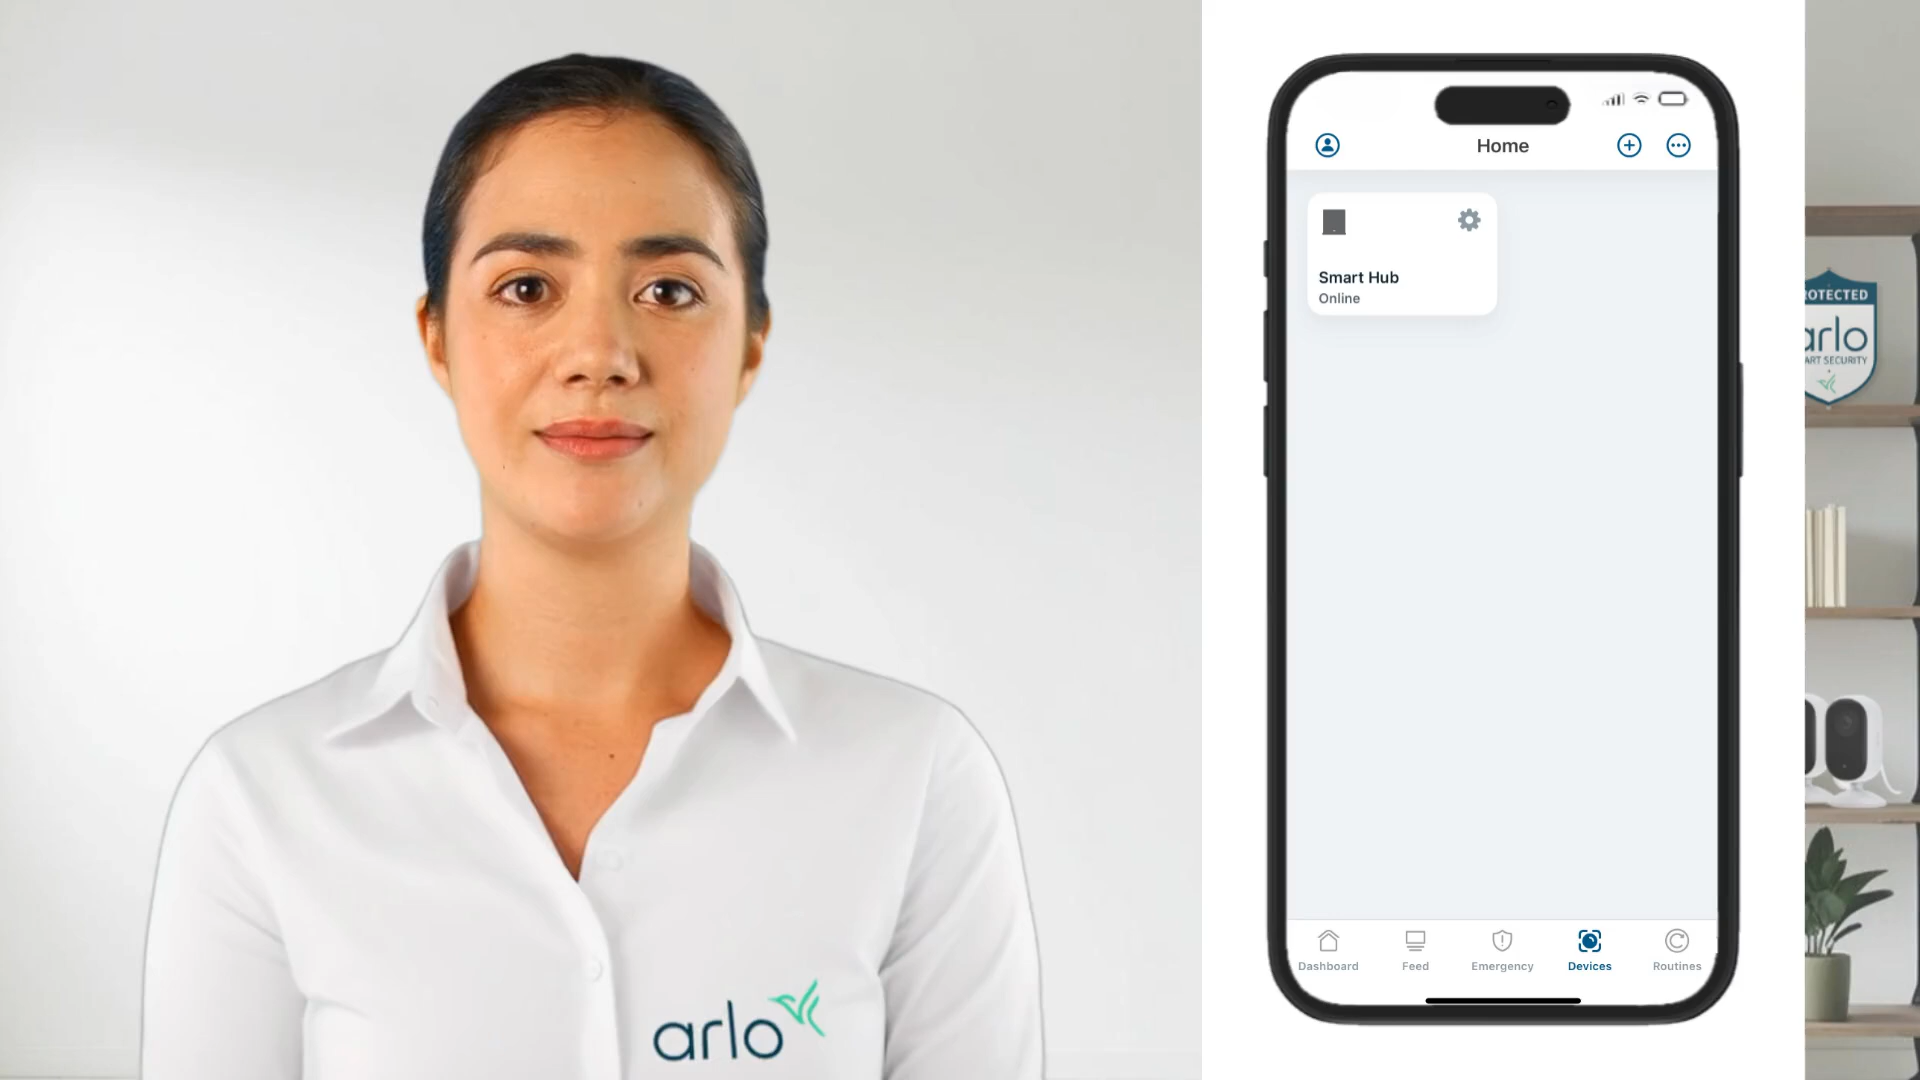 arlo
Home
Smart Hub
Online
Dashboard
Feed
Emergency
Devices
Routines
OTECTED
arlo
ART SECURITY